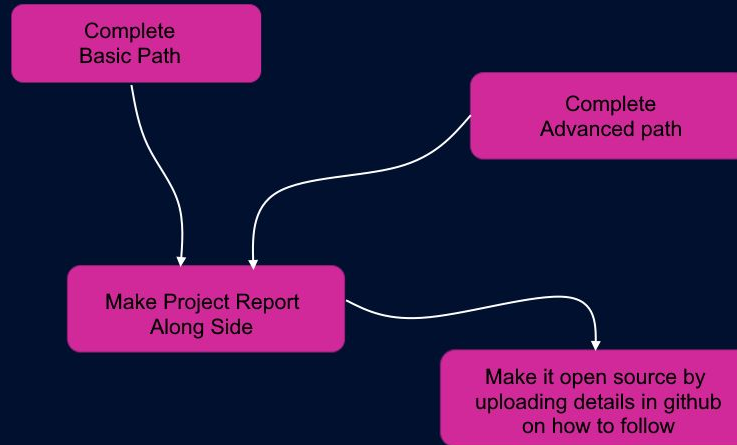 Complete
Basic Path
Complete
Advanced path
Make Project Report
Along Side
Make it open source by
uploading details in github
on how to follow